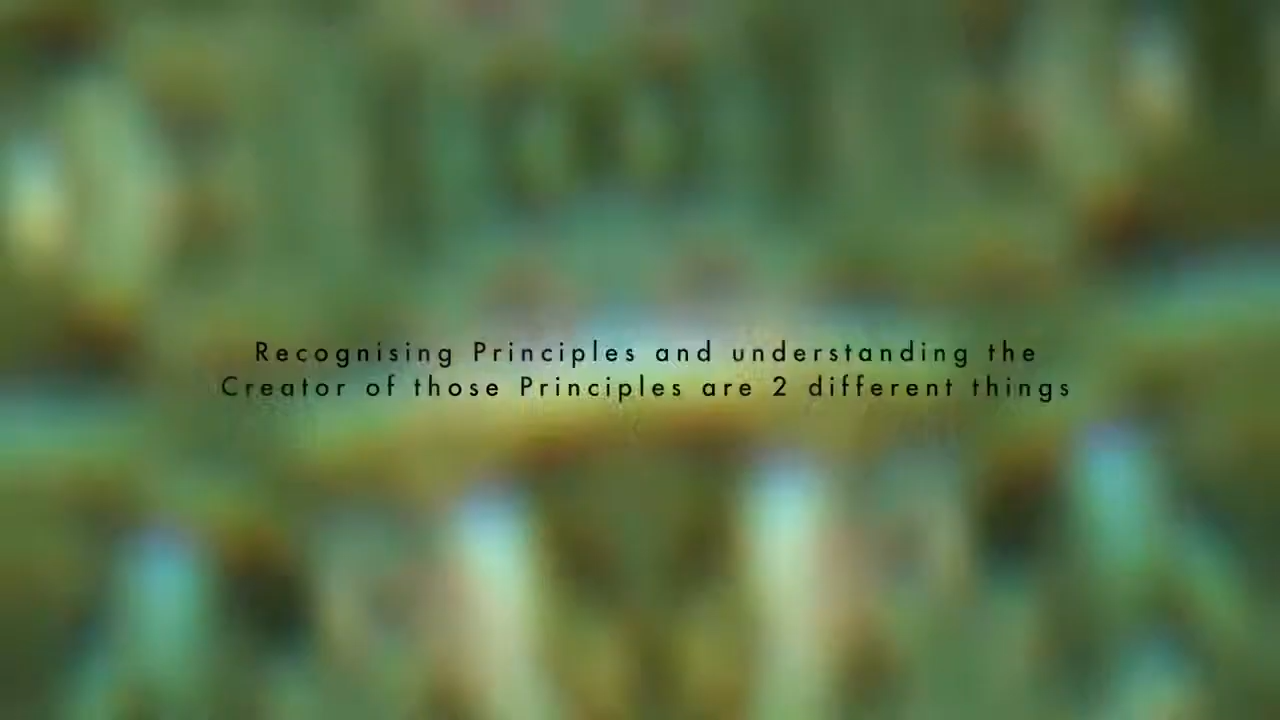 Recognising Principles and understanding the
Creator of those Principles are 2 different things